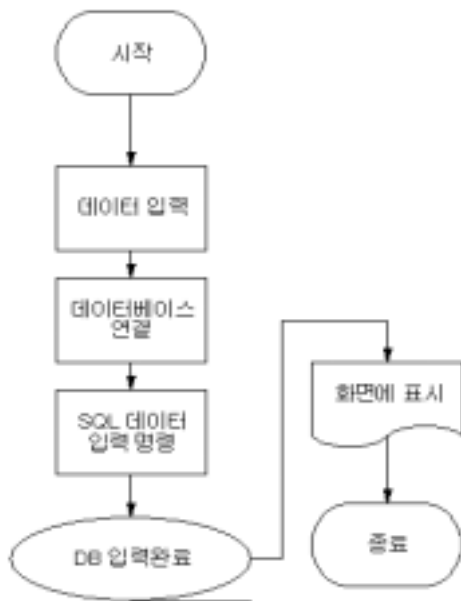 시작
데이터 입력
데이터베이스
연결
SQL 데이터
입력 명령
DB 입력완료
화면에 표시
종료